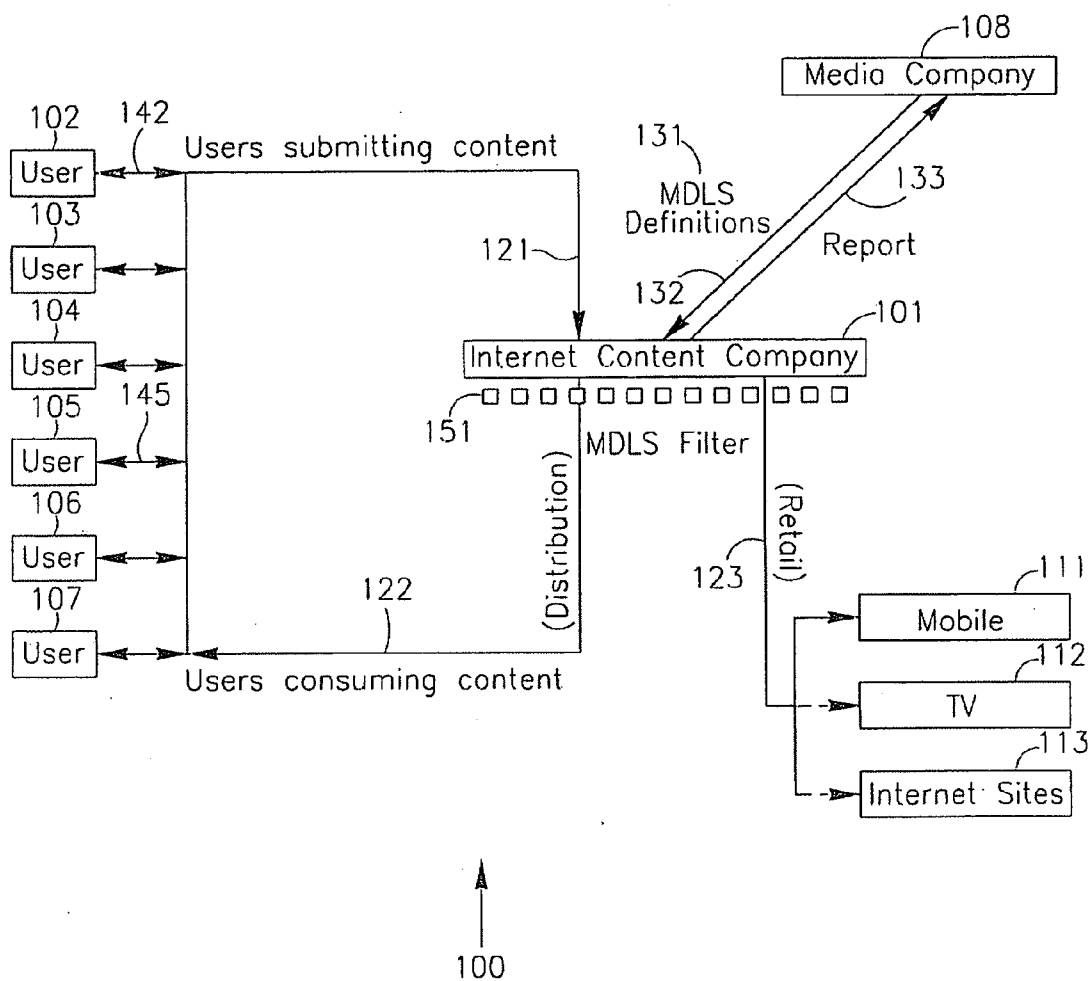 108
Media Company
102
142
User
Users submitting content
131
MDLS
Definitions
133
Report
103
User
121
132
104
User
101
Internet Content Company
105
145
User
151
MDLS Filter
(Distribution)
(Retail)
106
User
123
107
122
User
Users consuming content
111
Mobile
112
TV
113
Internet Sites
100